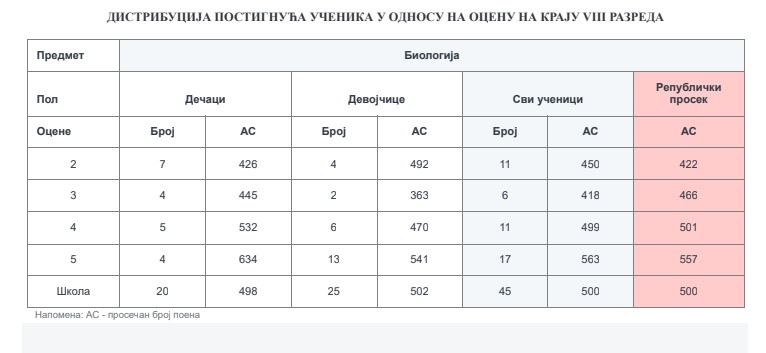 ДИСТРИБУЦИЈА ПОСТИГНУЋА УЧЕНИКА У ОДНОСУ НА ОЦЕНУ НА КРАЈУ VIII РАЗРЕДА
Предмет Биологија
Пол Дечаци Девојчице Сви ученици Републички просек
Оцене Број АС Број АС Број АС АС
2 7 426 4 492 11 450 422
3 4 445 2 363 6 418 466
4 5 532 6 470 11 499 501
5 4 634 13 541 17 563 557
Школа 20 498 25 502 45 500 500
Напомена: АС - просечан број поена